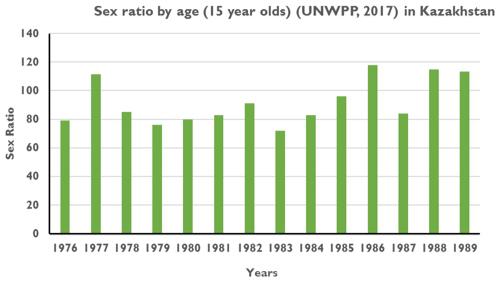 Sex ratio by age (15 year olds) (UNWPP, 2017) in Kazakhstan
140
120
100
80
60
40
20
0
Sex Ratio
1976 1977 1978 1979 1980 1981 1982 1983 1984 1985 1986 1987 1988 1989
Years